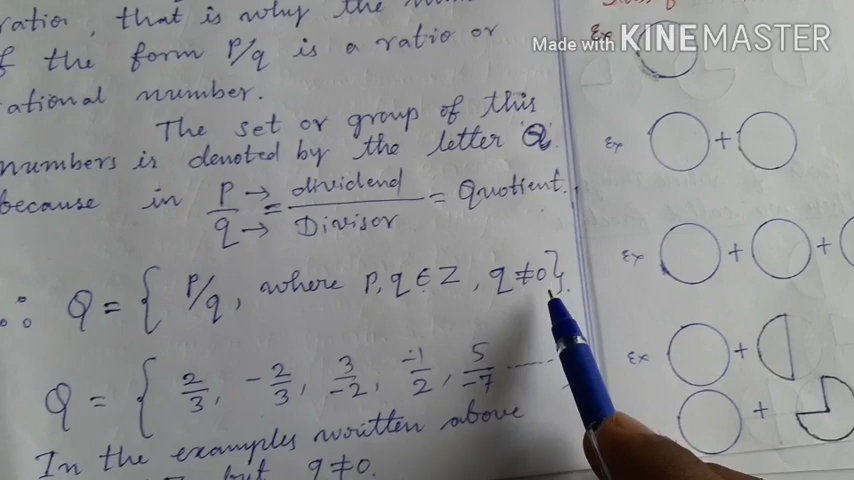 ratio, that is why the
of the form P/q is a ratio or
rational number.
The set or group of this
numbers is denoted by the letter 'Q'.
because in P/q → → = dividend/Divisor = Quotient.
∴ Q = { P/q, where P, q ∈ Z, q ≠ 0}.
Q = { 2/3, -2/3, 3/-2, -1/2, 5/-7 ......
In the examples written above
but q ≠ 0.
Made with KINEMASTER
Ex
Ex +
Ex + +
Ex +
+